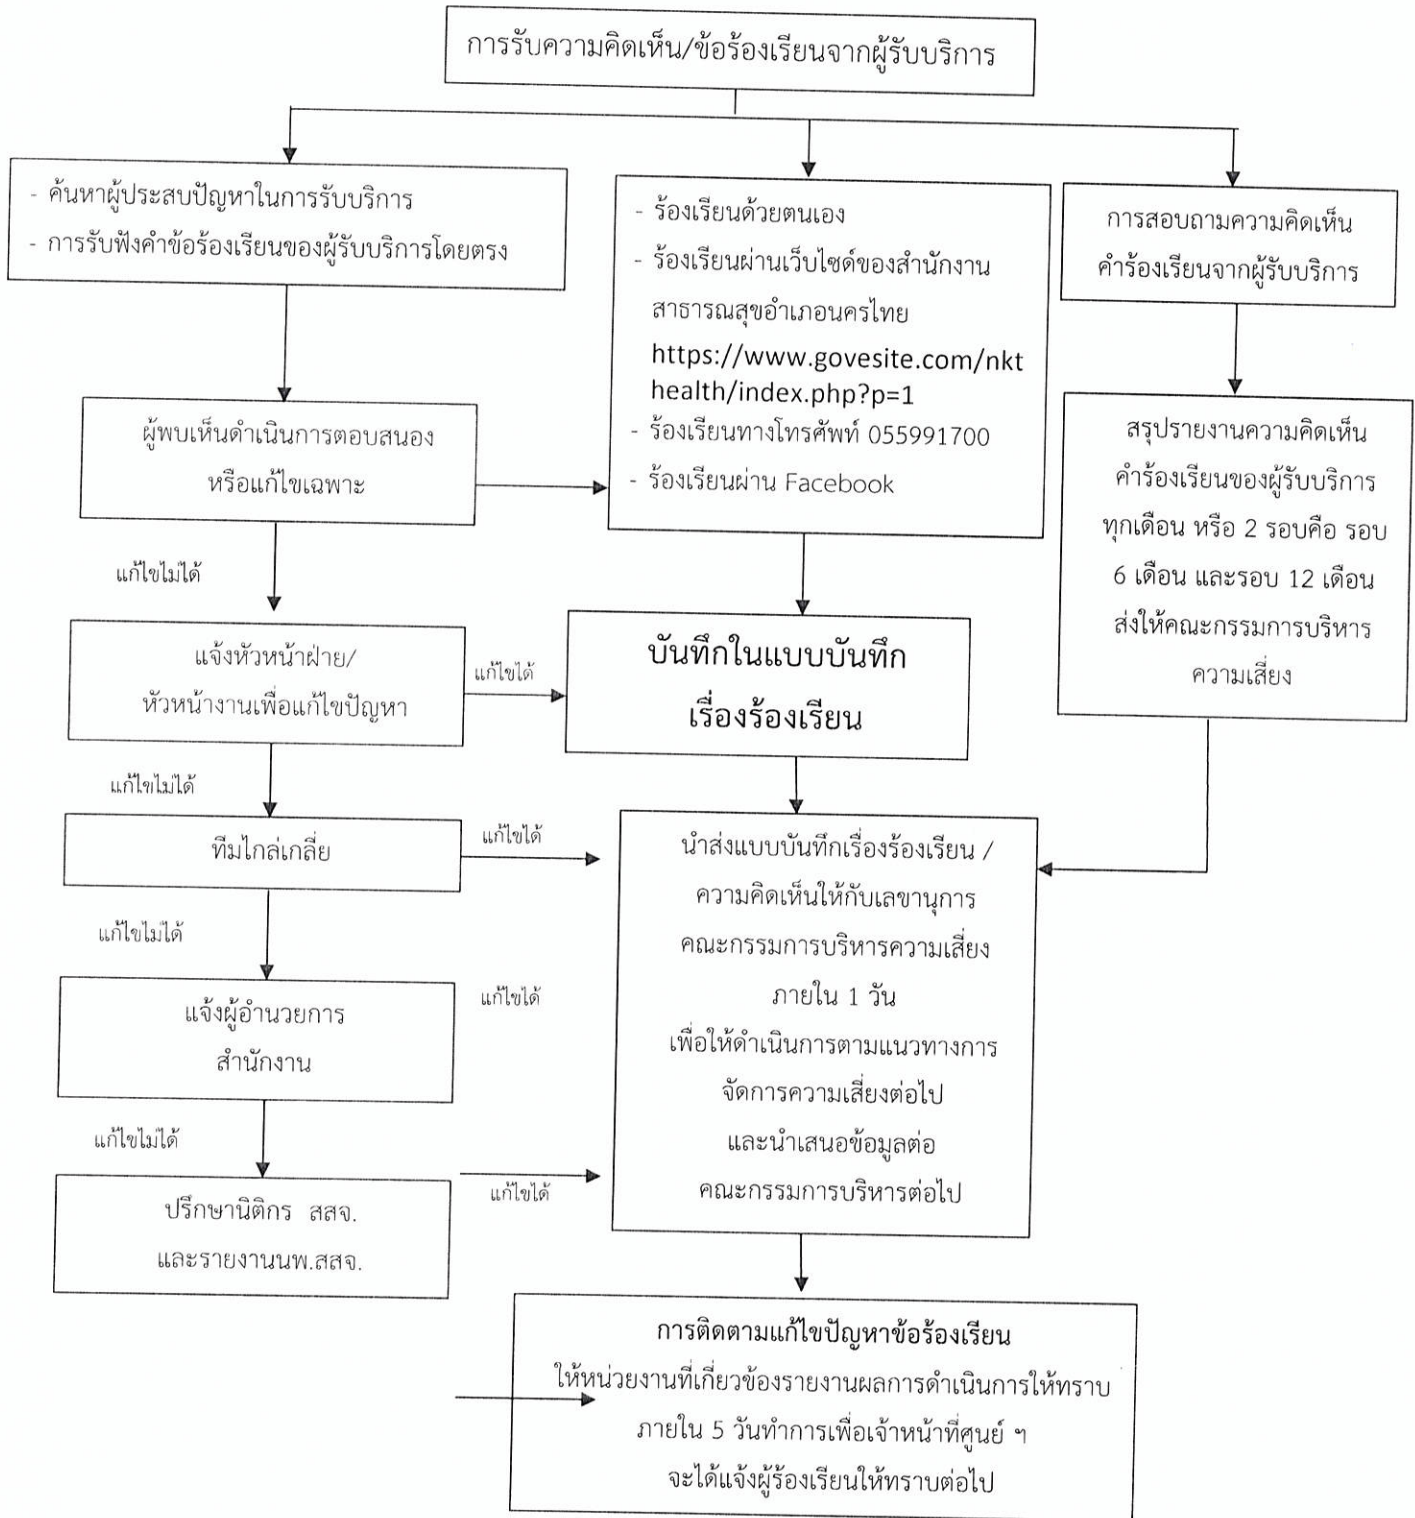 การรับความคิดเห็น/ข้อร้องเรียนจากผู้รับบริการ
- ค้นหาผู้ประสบปัญหาในการรับบริการ
- การรับฟังคำข้อร้องเรียนของผู้รับบริการโดยตรง
- ร้องเรียนด้วยตนเอง
- ร้องเรียนผ่านเว็บไซด์ของสำนักงาน
สาธารณสุขอำเภอนครไทย
https://www.govesite.com/nkt
health/index.php?p=1
- ร้องเรียนทางโทรศัพท์ 055991700
- ร้องเรียนผ่าน Facebook
การสอบถามความคิดเห็น
คำร้องเรียนจากผู้รับบริการ
ผู้พบเห็นดำเนินการตอบสนอง
หรือแก้ไขเฉพาะ
สรุปรายงานความคิดเห็น
คำร้องเรียนของผู้รับบริการ
ทุกเดือน หรือ 2 รอบคือ รอบ
6 เดือน และรอบ 12 เดือน
ส่งให้คณะกรรมการบริหาร
ความเสี่ยง
แก้ไขไม่ได้
แจ้งหัวหน้าฝ่าย/
หัวหน้างานเพื่อแก้ไขปัญหา
แก้ไขได้
บันทึกในแบบบันทึก
เรื่องร้องเรียน
แก้ไขไม่ได้
ทีมไกล่เกลี่ย
แก้ไขได้
นำส่งแบบบันทึกเรื่องร้องเรียน /
ความคิดเห็นให้กับเลขานุการ
คณะกรรมการบริหารความเสี่ยง
ภายใน 1 วัน
เพื่อให้ดำเนินการตามแนวทางการ
จัดการความเสี่ยงต่อไป
และนำเสนอข้อมูลต่อ
คณะกรรมการบริหารต่อไป
แก้ไขไม่ได้
แจ้งผู้อำนวยการ
สำนักงาน
แก้ไขได้
แก้ไขไม่ได้
ปรึกษานิติกร สสจ.
และรายงานนพ.สสจ.
แก้ไขได้
การติดตามแก้ไขปัญหาข้อร้องเรียน
ให้หน่วยงานที่เกี่ยวข้องรายงานผลการดำเนินการให้ทราบ
ภายใน 5 วันทำการเพื่อเจ้าหน้าที่ศูนย์ ฯ
จะได้แจ้งผู้ร้องเรียนให้ทราบต่อไป